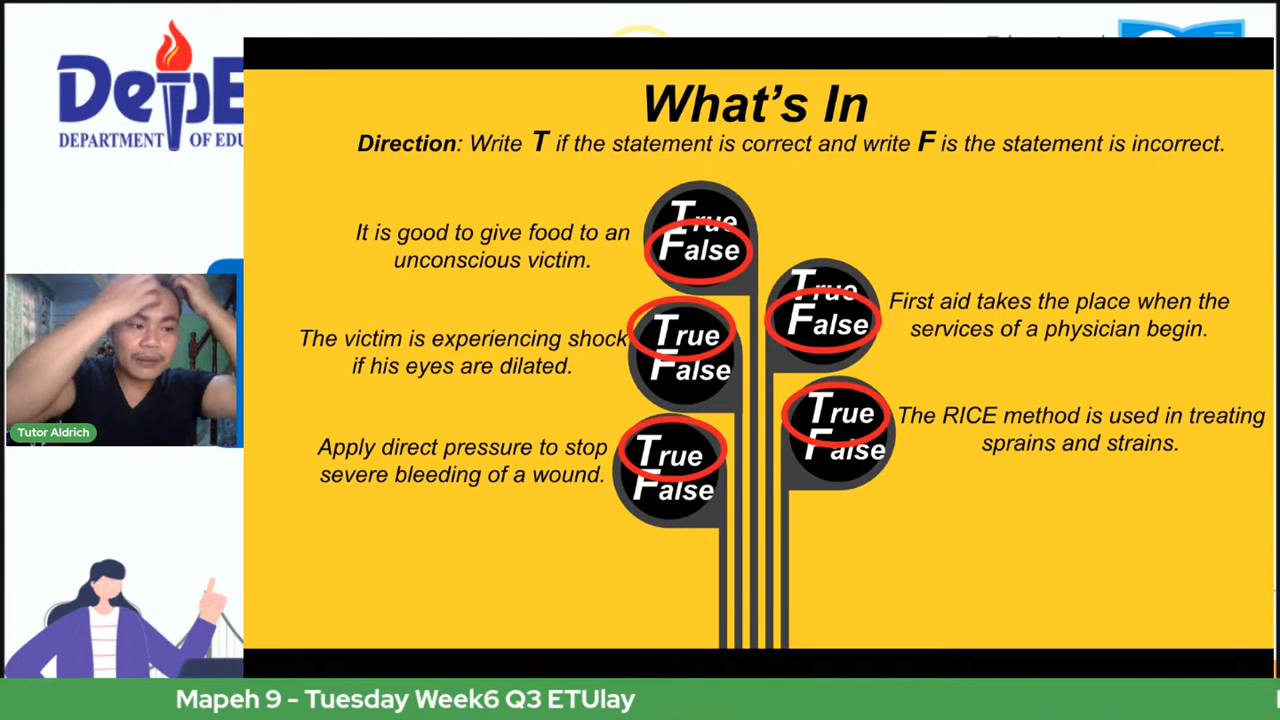 DepE
DEPARTMENT OF EDU
What's In
Direction: Write T if the statement is correct and write F is the statement is incorrect.
It is good to give food to an
unconscious victim.
True
False
The victim is experiencing shock
if his eyes are dilated.
True
False
Apply direct pressure to stop
severe bleeding of a wound.
True
False
True
False
First aid takes the place when the
services of a physician begin.
True
False
The RICE method is used in treating
sprains and strains.
Tutor Aldrich
Mapeh 9 - Tuesday Week6 Q3 ETUlay